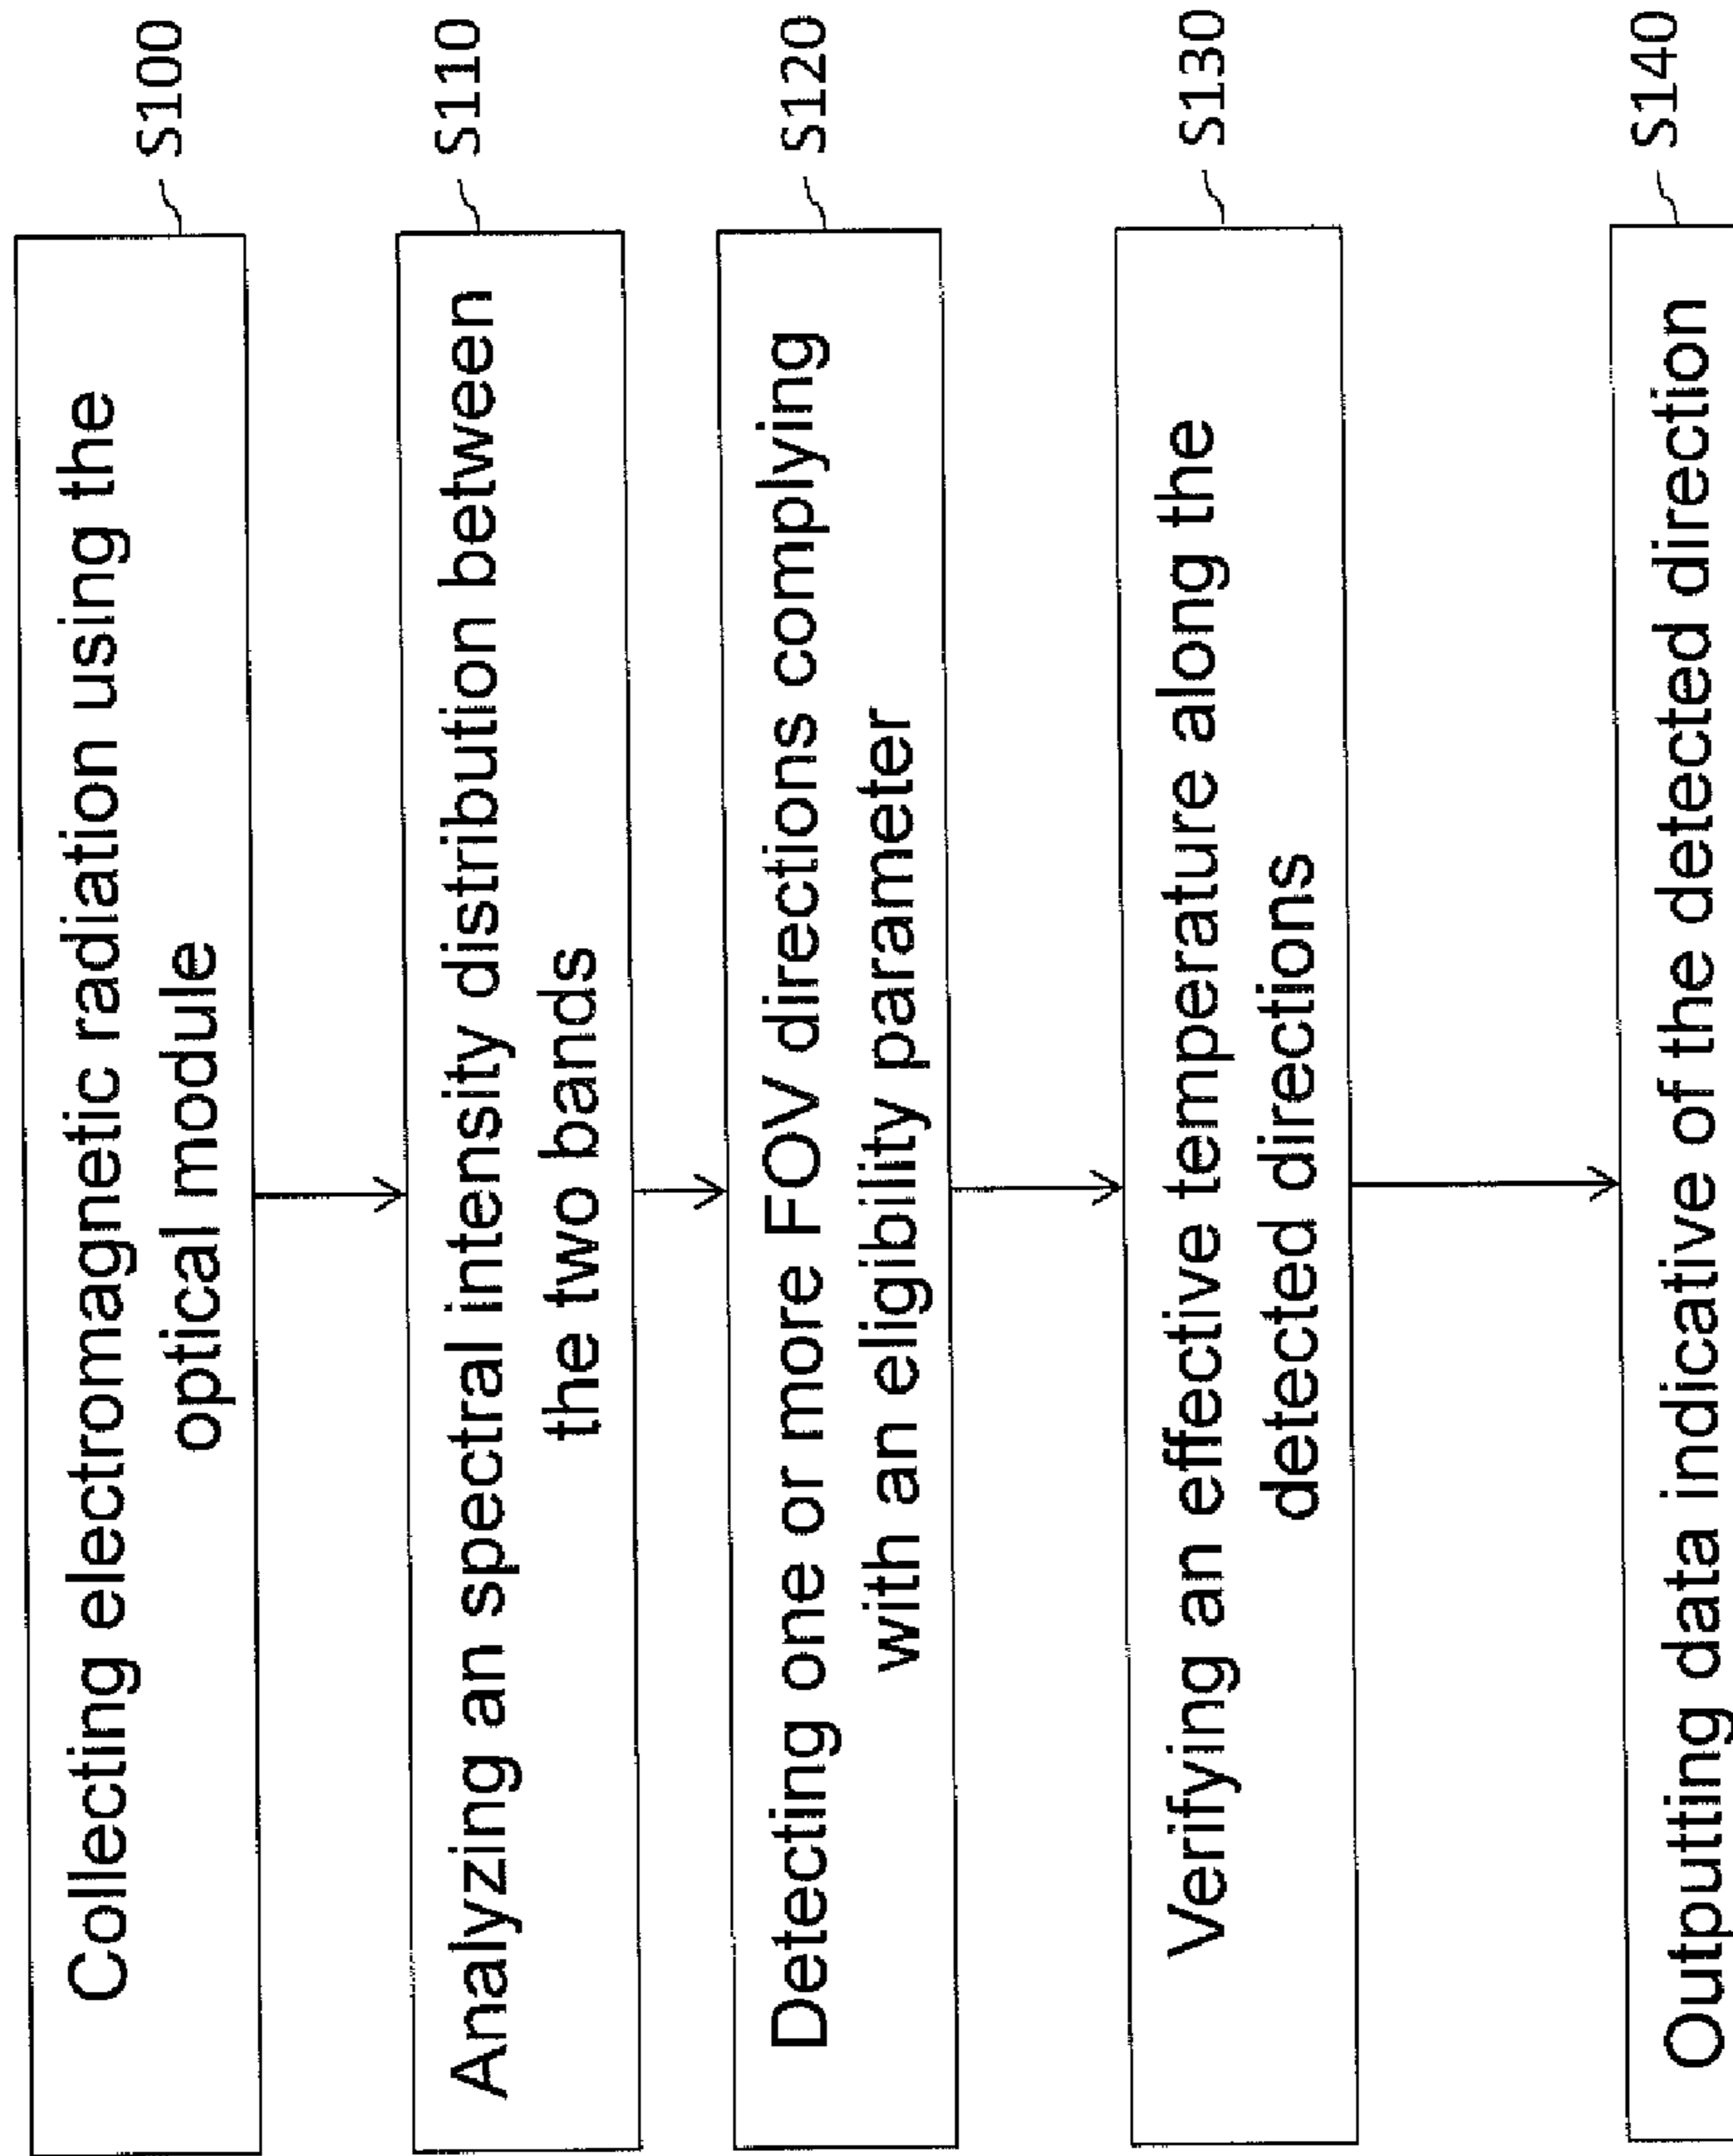 Collecting electromagnetic radiation using the
optical module
S100
Analyzing an spectral intensity distribution between
the two bands
S110
Detecting one or more FOV directions complying
with an eligibility parameter
S120
Verifying an effective temperature along the
detected directions
S130
Outputting data indicative of the detected direction
S140